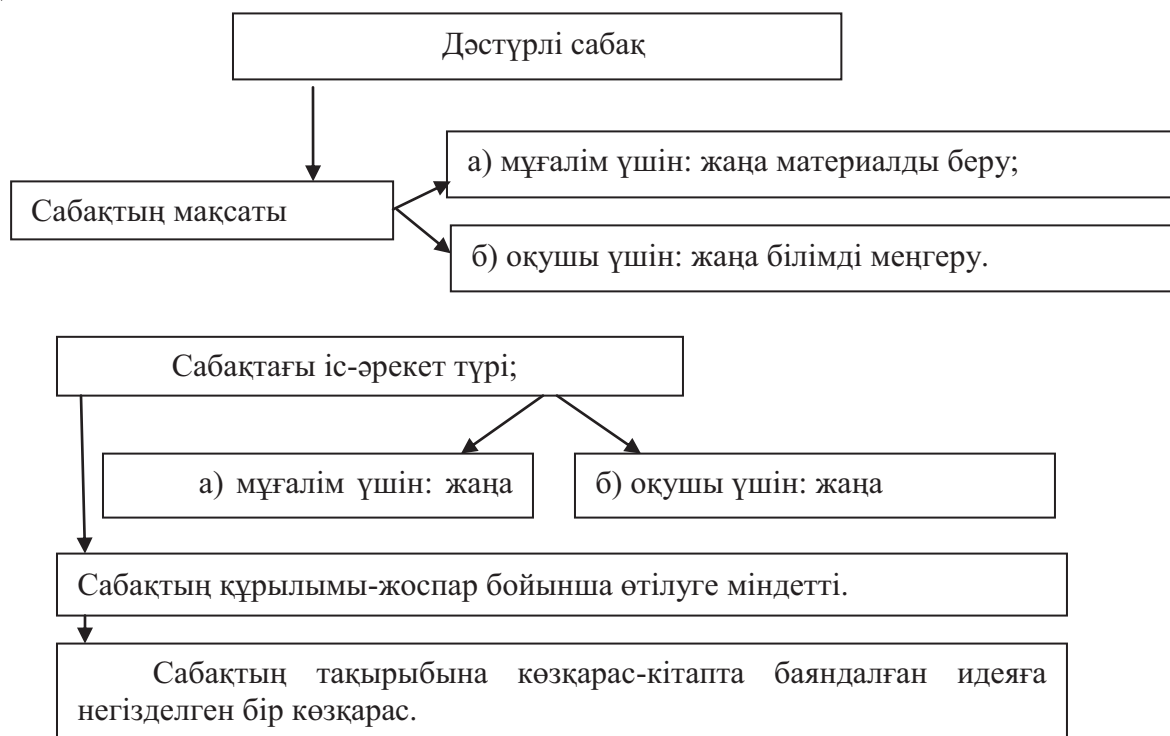 Дәстүрлі сабақ
а) мұғалім үшін: жаңа материалды беру;
Сабақтың мақсаты
б) оқушы үшін: жаңа білімді меңгеру.
Сабақтағы іс-әрекет түрі;
а) мұғалім үшін: жаңа
б) оқушы үшін: жаңа
Сабақтың құрылымы-жоспар бойынша өтілуге міндетті.
Сабақтың тақырыбына көзқарас-кітапта баяндалған идеяға
негізделген бір көзқарас.